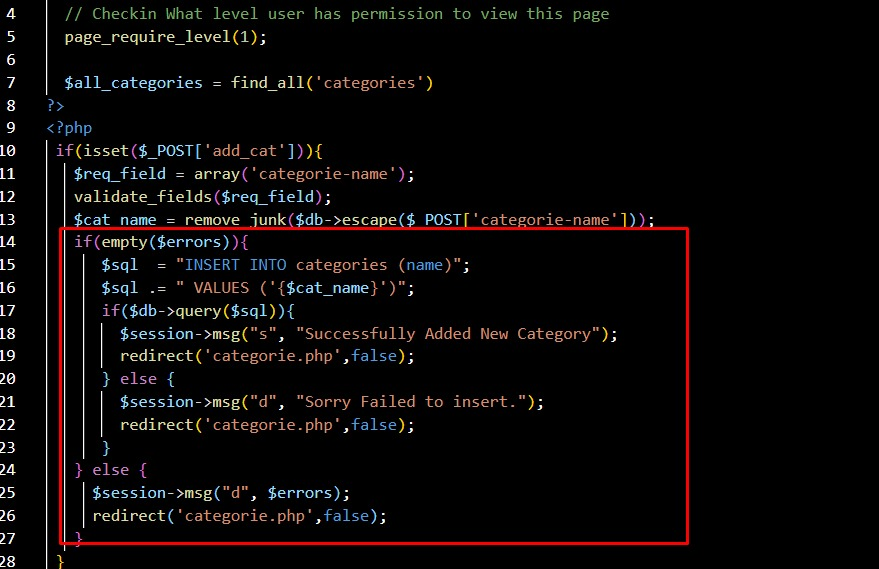 4 // Checkin What level user has permission to view this page
5 page_require_level(1);
6
7 $all_categories = find_all('categories')
8 ?>
9 <?php
10 if(isset($_POST['add_cat'])){
11 $req_field = array('categorie-name');
12 validate_fields($req_field);
13 $cat_name = remove_junk($db->escape($_POST['categorie-name']));
14 if(empty($errors)){
15 $sql  = "INSERT INTO categories (name)";
16 $sql .= " VALUES ('{$cat_name}')";
17 if($db->query($sql)){
18 $session->msg("s", "Successfully Added New Category");
19 redirect('categorie.php',false);
20 } else {
21 $session->msg("d", "Sorry Failed to insert.");
22 redirect('categorie.php',false);
23 }
24 } else {
25 $session->msg("d", $errors);
26 redirect('categorie.php',false);
27 }
28 }